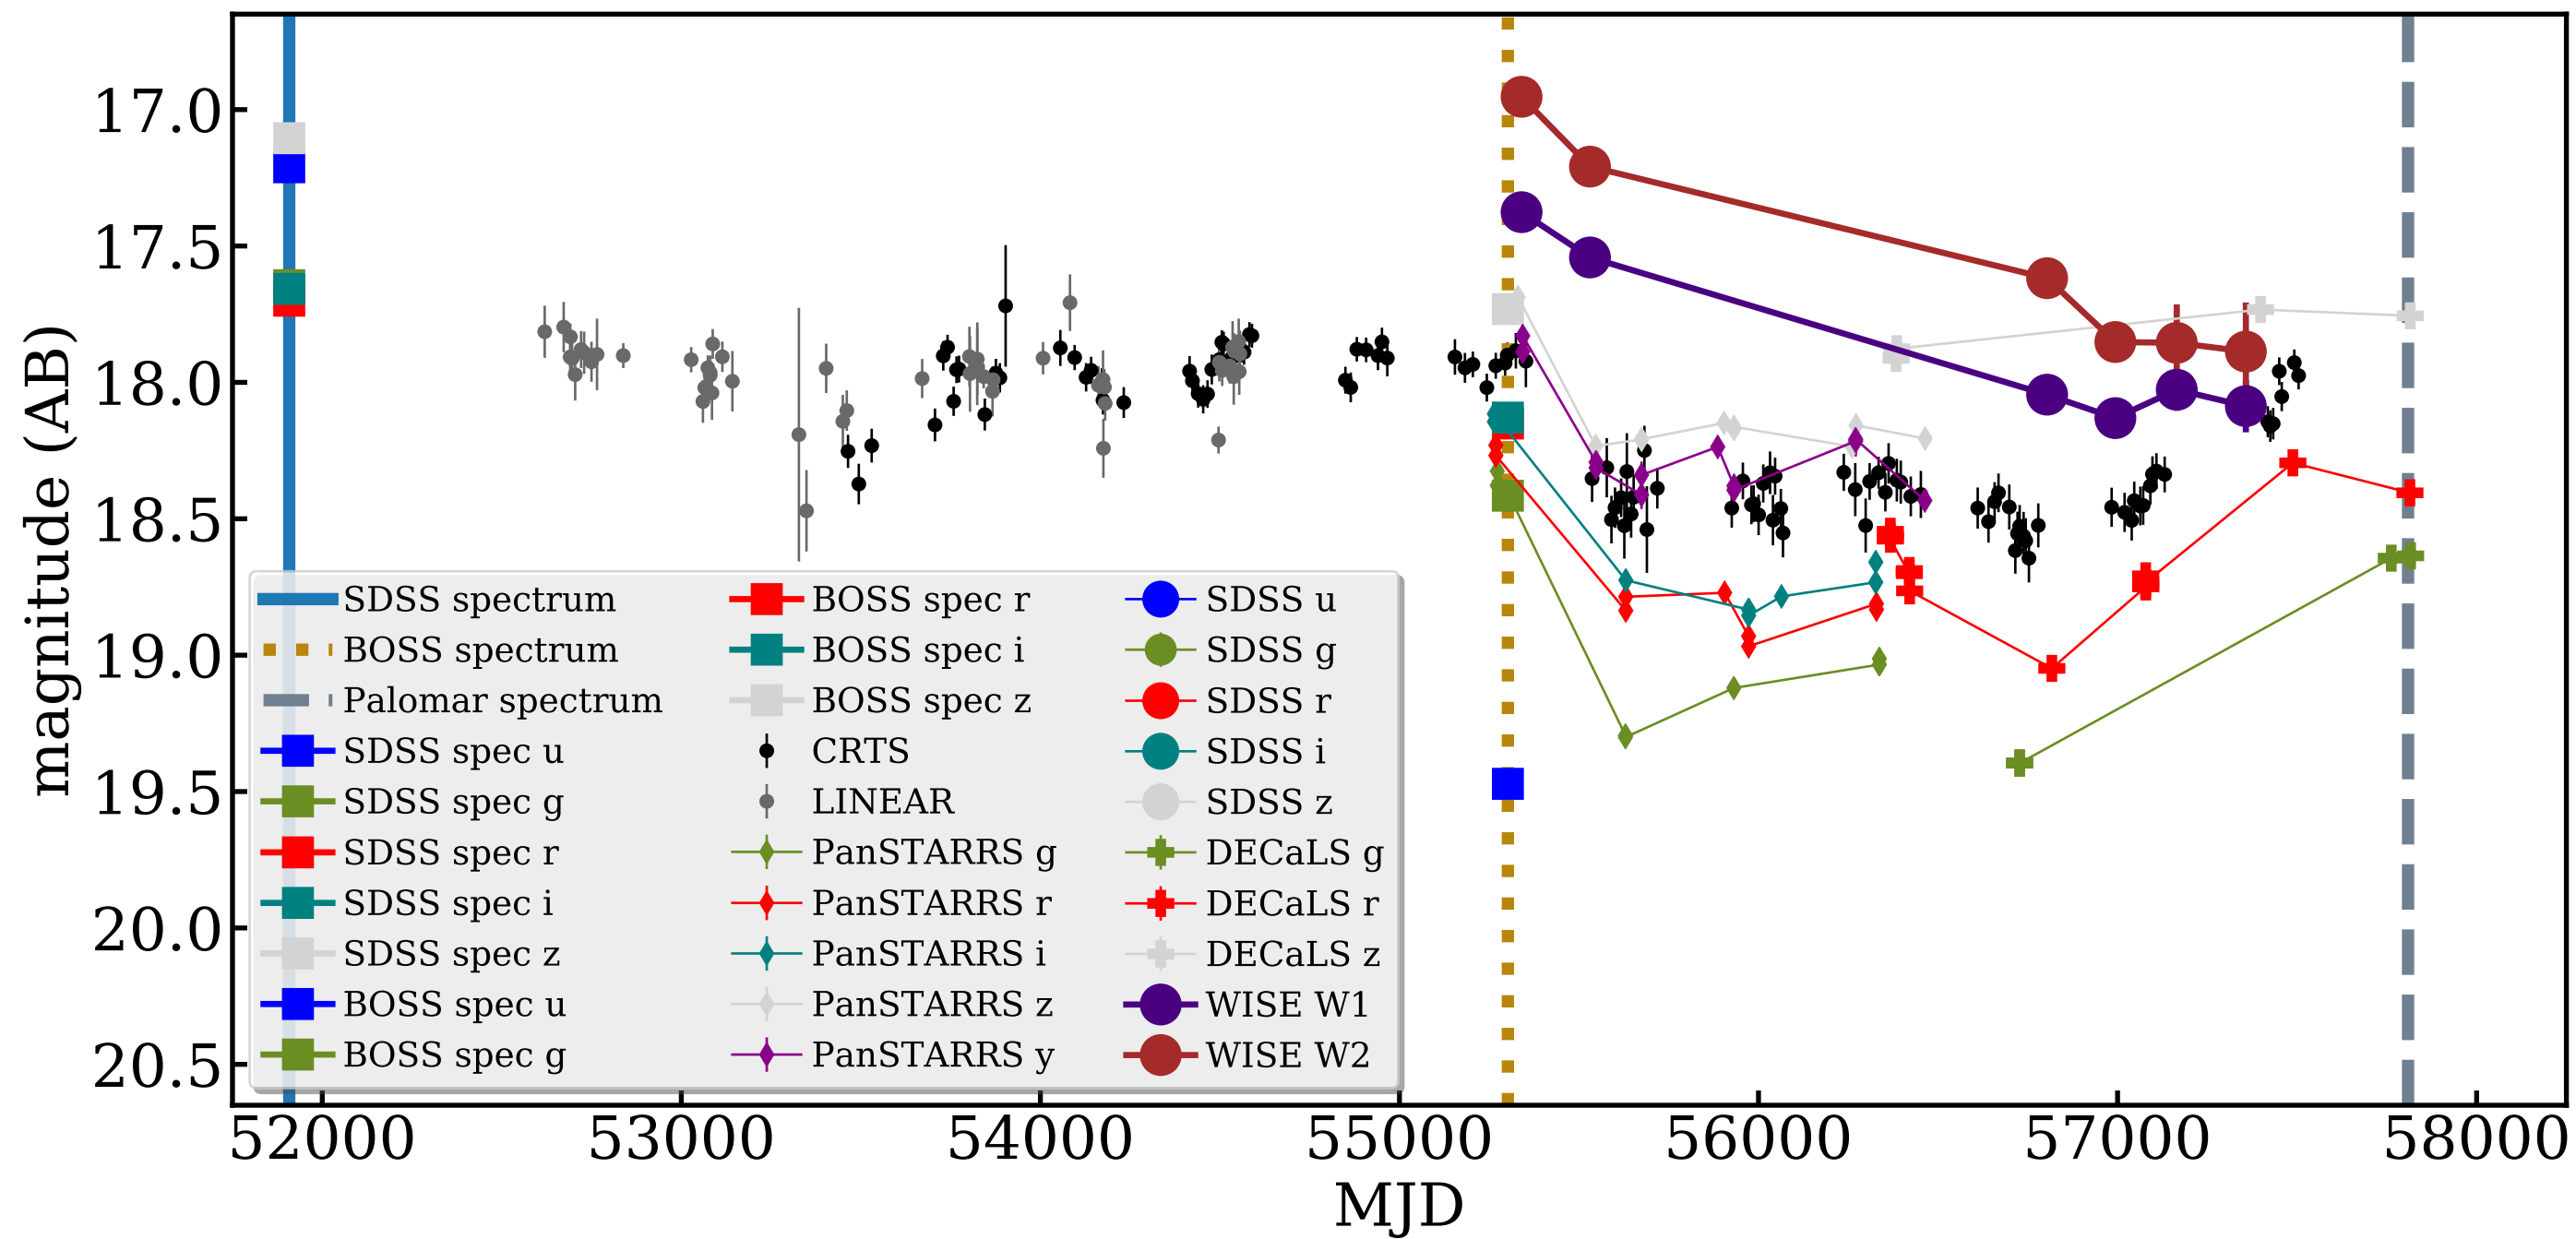 magnitude (AB)
17.0
17.5
18.0
18.5
19.0
19.5
20.0
20.5
SDSS spectrum
BOSS spectrum
Palomar spectrum
SDSS spec u
SDSS spec g
SDSS spec r
SDSS spec i
SDSS spec z
BOSS spec u
BOSS spec g
BOSS spec r
BOSS spec i
BOSS spec z
CRTS
LINEAR
PanSTARRS g
PanSTARRS r
PanSTARRS i
PanSTARRS z
PanSTARRS y
SDSS u
SDSS g
SDSS r
SDSS i
SDSS z
DECaLS g
DECaLS r
DECaLS z
WISE W1
WISE W2
52000 53000 54000 55000 56000 57000 58000
MJD